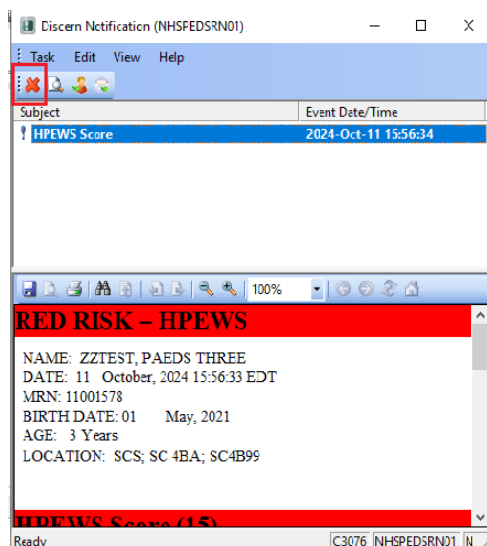 Discern Notification (NHSPEDSRN01)
Task Edit View Help
Subject Event Date/Time
HPEWS Score 2024-Oct-11 15:56:34
100%
RED RISK – HPEWS
NAME: ZZTEST, PAEDS THREE
DATE: 11 October, 2024 15:56:33 EDT
MRN: 11001578
BIRTH DATE: 01 May, 2021
AGE: 3 Years
LOCATION: SCS; SC 4BA; SC4B99
HPEWS Score (15)
Ready C3076 NHSPEDSRN01 N